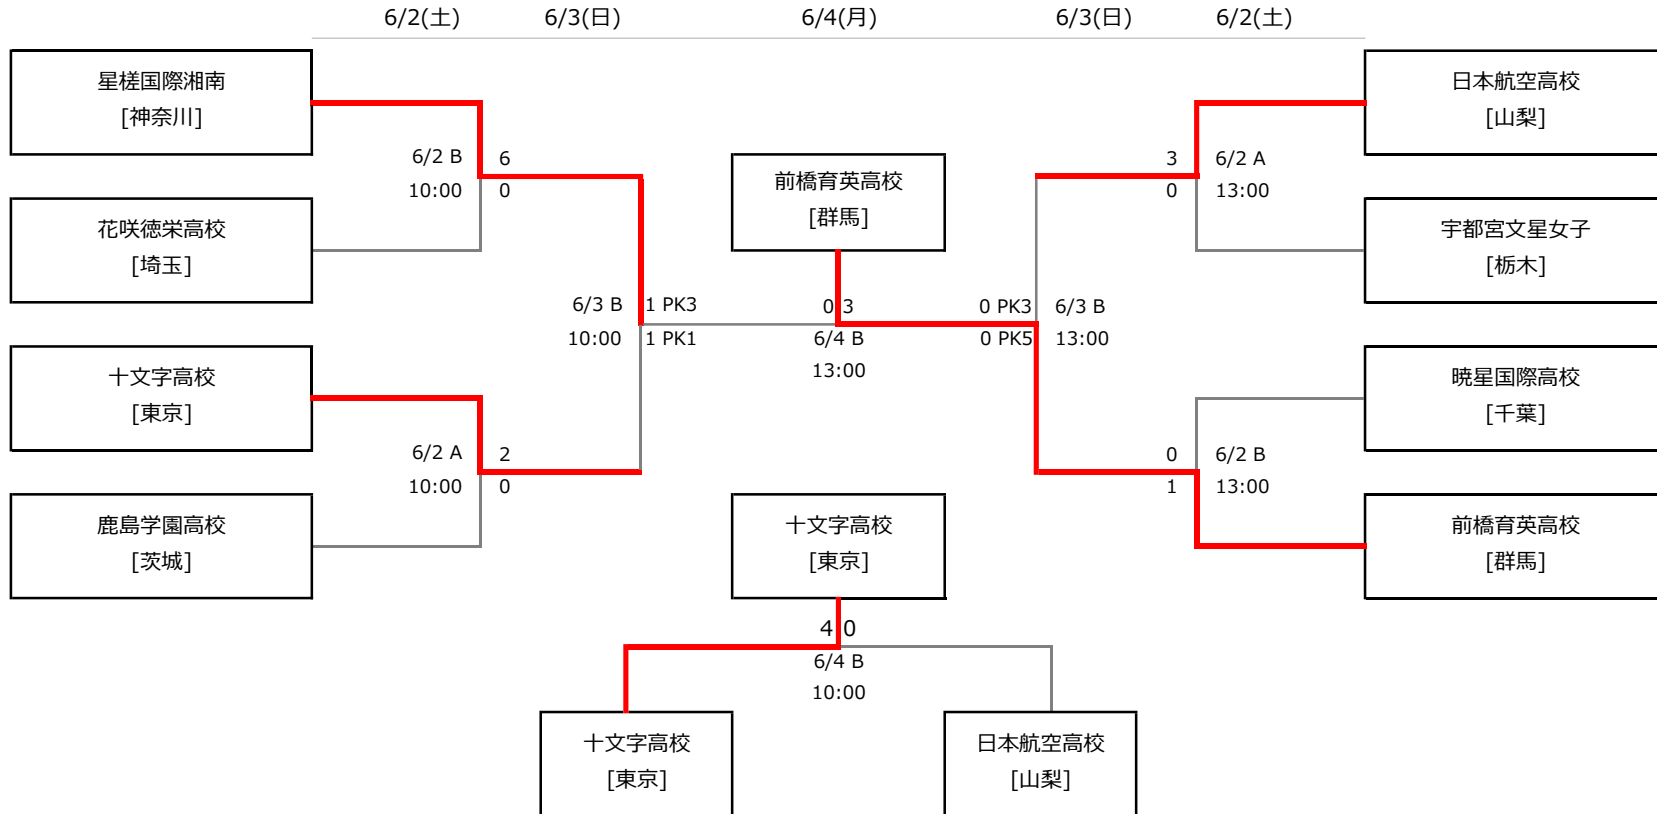 6/2(土) 6/3(日) 6/4(月) 6/3(日) 6/2(土)
星槎国際湘南
[神奈川]
花咲徳栄高校
[埼玉]
十文字高校
[東京]
鹿島学園高校
[茨城]
6/2 B 6
10:00 0
6/2 A 2
10:00 0
6/3 B 1 PK3
10:00 1 PK1
前橋育英高校
[群馬]
0 3
6/4 B
13:00
0 PK3 6/3 B
0 PK5 13:00
3 6/2 A
0 13:00
0 6/2 B
1 13:00
日本航空高校
[山梨]
宇都宮文星女子
[栃木]
暁星国際高校
[千葉]
前橋育英高校
[群馬]
十文字高校
[東京]
4 0
6/4 B
10:00
十文字高校
[東京]
日本航空高校
[山梨]